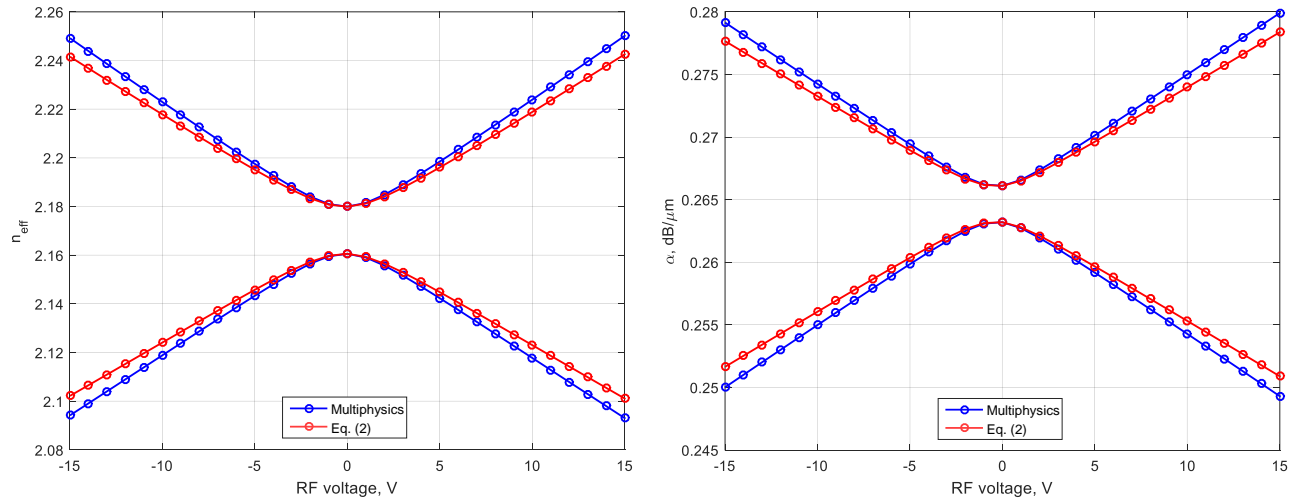 2.26
2.24
2.22
2.2
2.18
2.16
2.14
2.12
2.1
2.08
n_eff
-15 -10 -5 0 5 10 15
RF voltage, V
Multiphysics
Eq. (2)
0.28
0.275
0.27
0.265
0.26
0.255
0.25
0.245
α, dB/μm
-15 -10 -5 0 5 10 15
RF voltage, V
Multiphysics
Eq. (2)